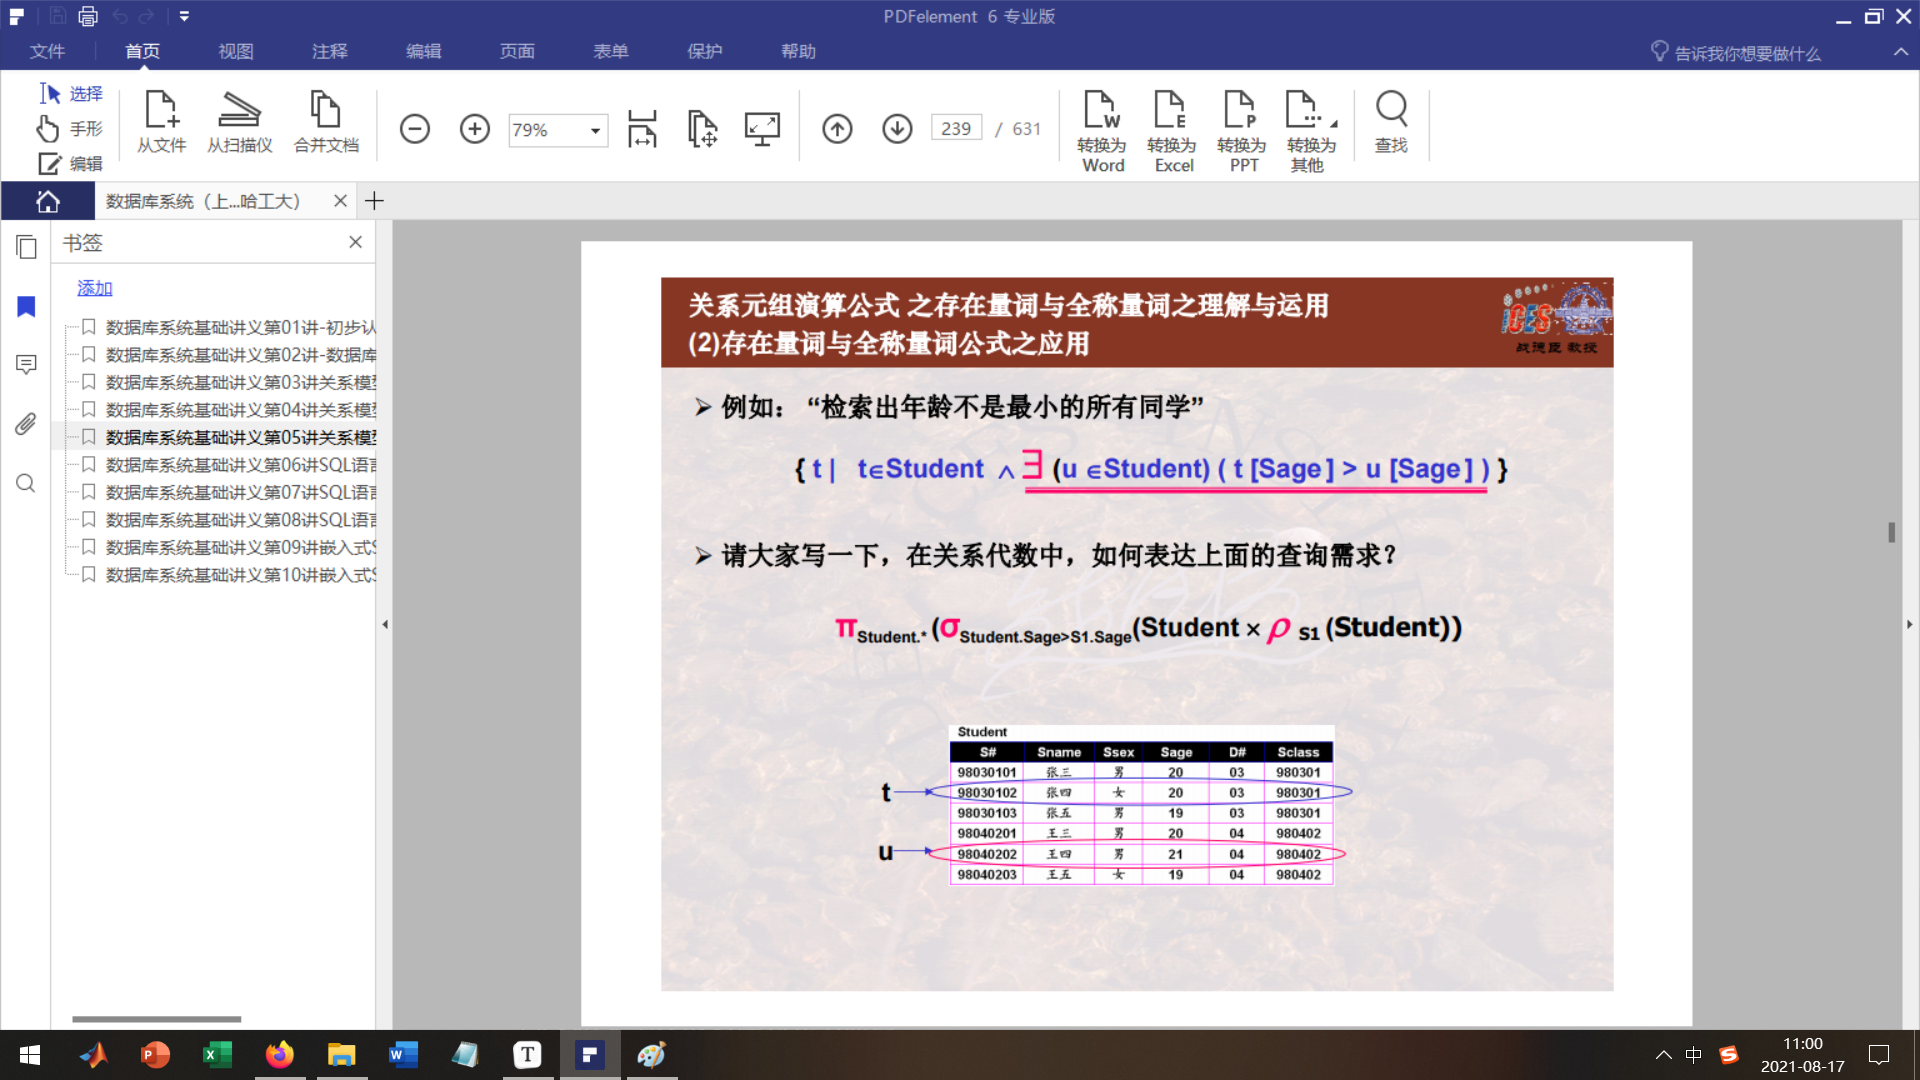 PDFelement 6 专业版
文件 首页 视图 注释 编辑 页面 表单 保护 帮助 告诉我你想要做什么
选择
手形
编辑
从文件 从扫描仪 合并文档
79%
239 / 631
转换为 Word
转换为 Excel
转换为 PPT
转换为 其他
查找
数据库系统（上...哈工大）
书签
添加
数据库系统基础讲义第01讲-初步认
数据库系统基础讲义第02讲-数据库
数据库系统基础讲义第03讲关系模型
数据库系统基础讲义第04讲关系模型
数据库系统基础讲义第05讲关系模型
数据库系统基础讲义第06讲SQL语言
数据库系统基础讲义第07讲SQL语言
数据库系统基础讲义第08讲SQL语言
数据库系统基础讲义第09讲嵌入式S
数据库系统基础讲义第10讲嵌入式S
关系元组演算公式 之存在量词与全称量词之理解与运用
(2)存在量词与全称量词公式之应用
iCES
战德臣 教授
➢ 例如： “检索出年龄不是最小的所有同学”
{ t | t∈Student ∧ ∃ (u ∈Student) ( t [Sage ] > u [Sage ] ) }
➢ 请大家写一下，在关系代数中，如何表达上面的查询需求？
π Student.* (σ Student.Sage>S1.Sage (Student × ρ S1 (Student))
Student
S# Sname Ssex Sage D# Sclass
98030101 张三 男 20 03 980301
t 98030102 张四 女 20 03 980301
98030103 张五 男 19 03 980301
98040201 王三 男 20 04 980402
u 98040202 王四 男 21 04 980402
98040203 王五 女 19 04 980402
中
11:00
2021-08-17